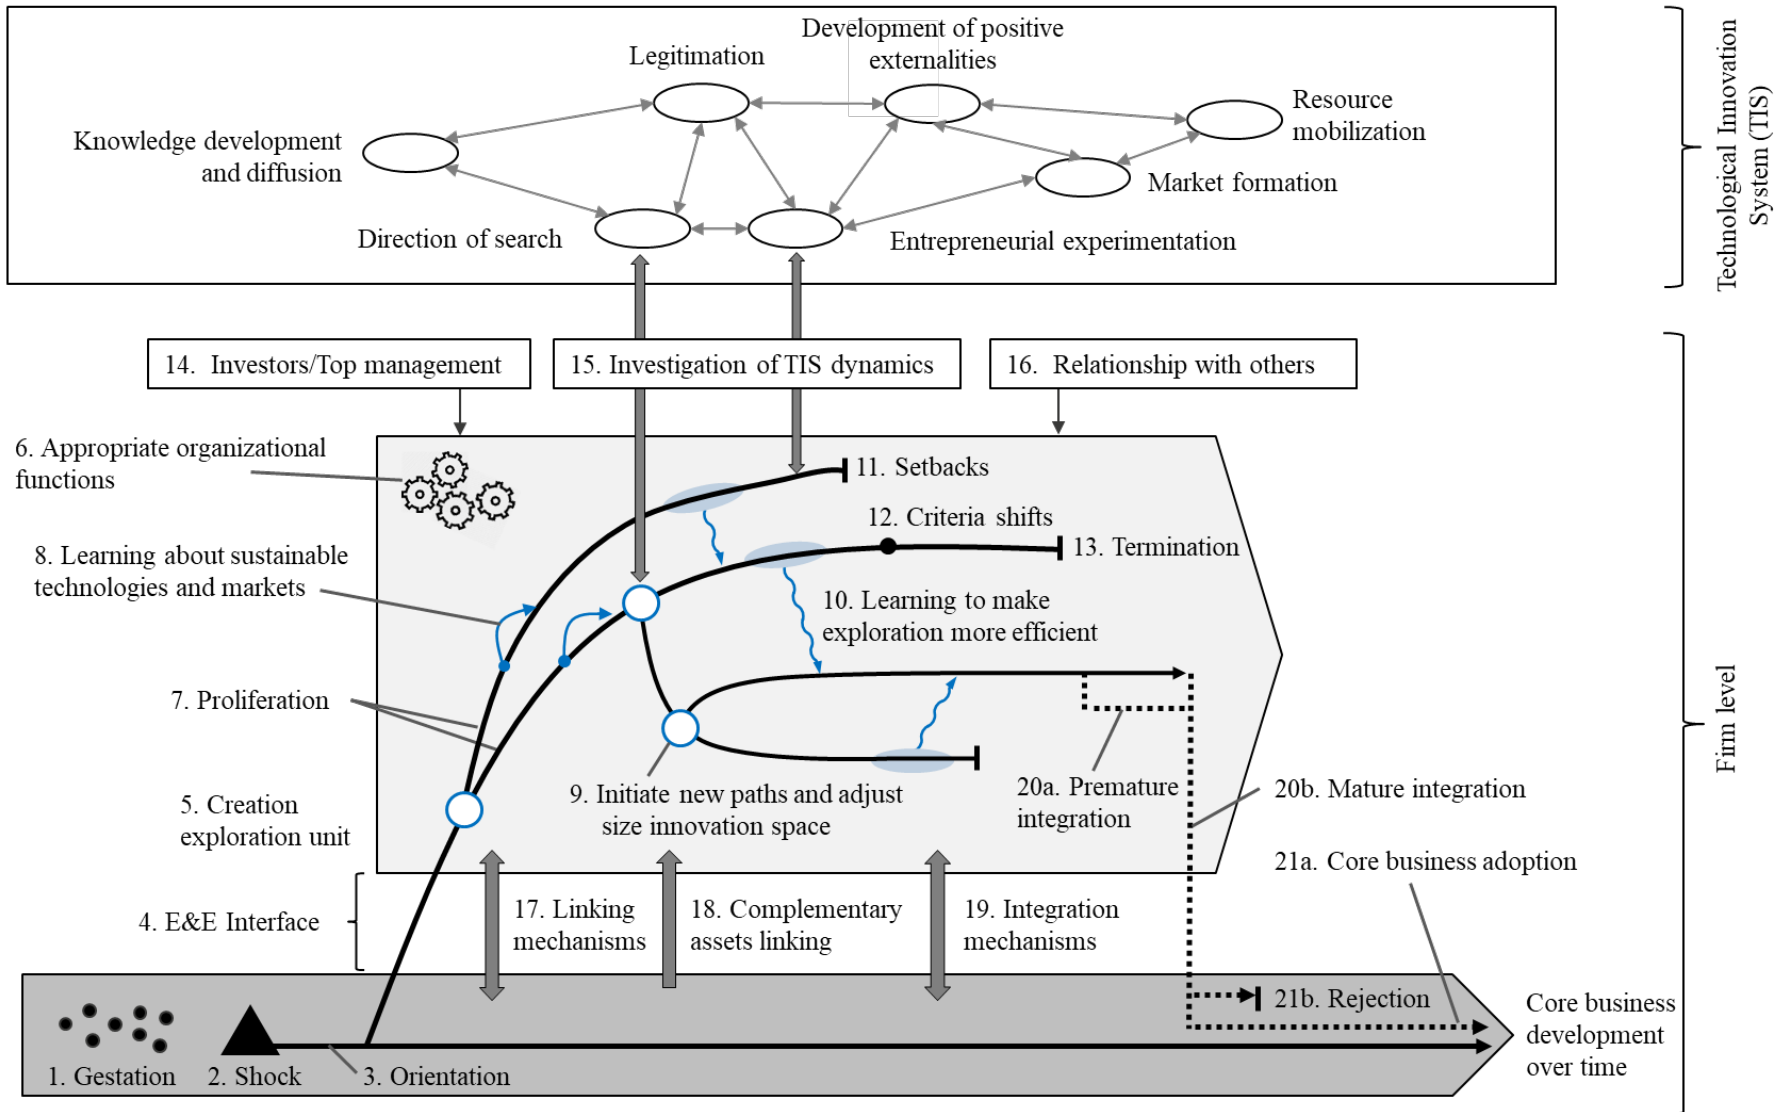 Development of positive
externalities
Legitimation
Resource
mobilization
Knowledge development
and diffusion
Market formation
Direction of search
Entrepreneurial experimentation
Technological Innovation
System (TIS)
14. Investors/Top management
15. Investigation of TIS dynamics
16. Relationship with others
6. Appropriate organizational
functions
11. Setbacks
12. Criteria shifts
13. Termination
8. Learning about sustainable
technologies and markets
10. Learning to make
exploration more efficient
7. Proliferation
9. Initiate new paths and adjust
size innovation space
20a. Premature
integration
20b. Mature integration
5. Creation
exploration unit
21a. Core business adoption
Firm level
4. E&E Interface
17. Linking
mechanisms
18. Complementary
assets linking
19. Integration
mechanisms
21b. Rejection
Core business
development
over time
1. Gestation
2. Shock
3. Orientation